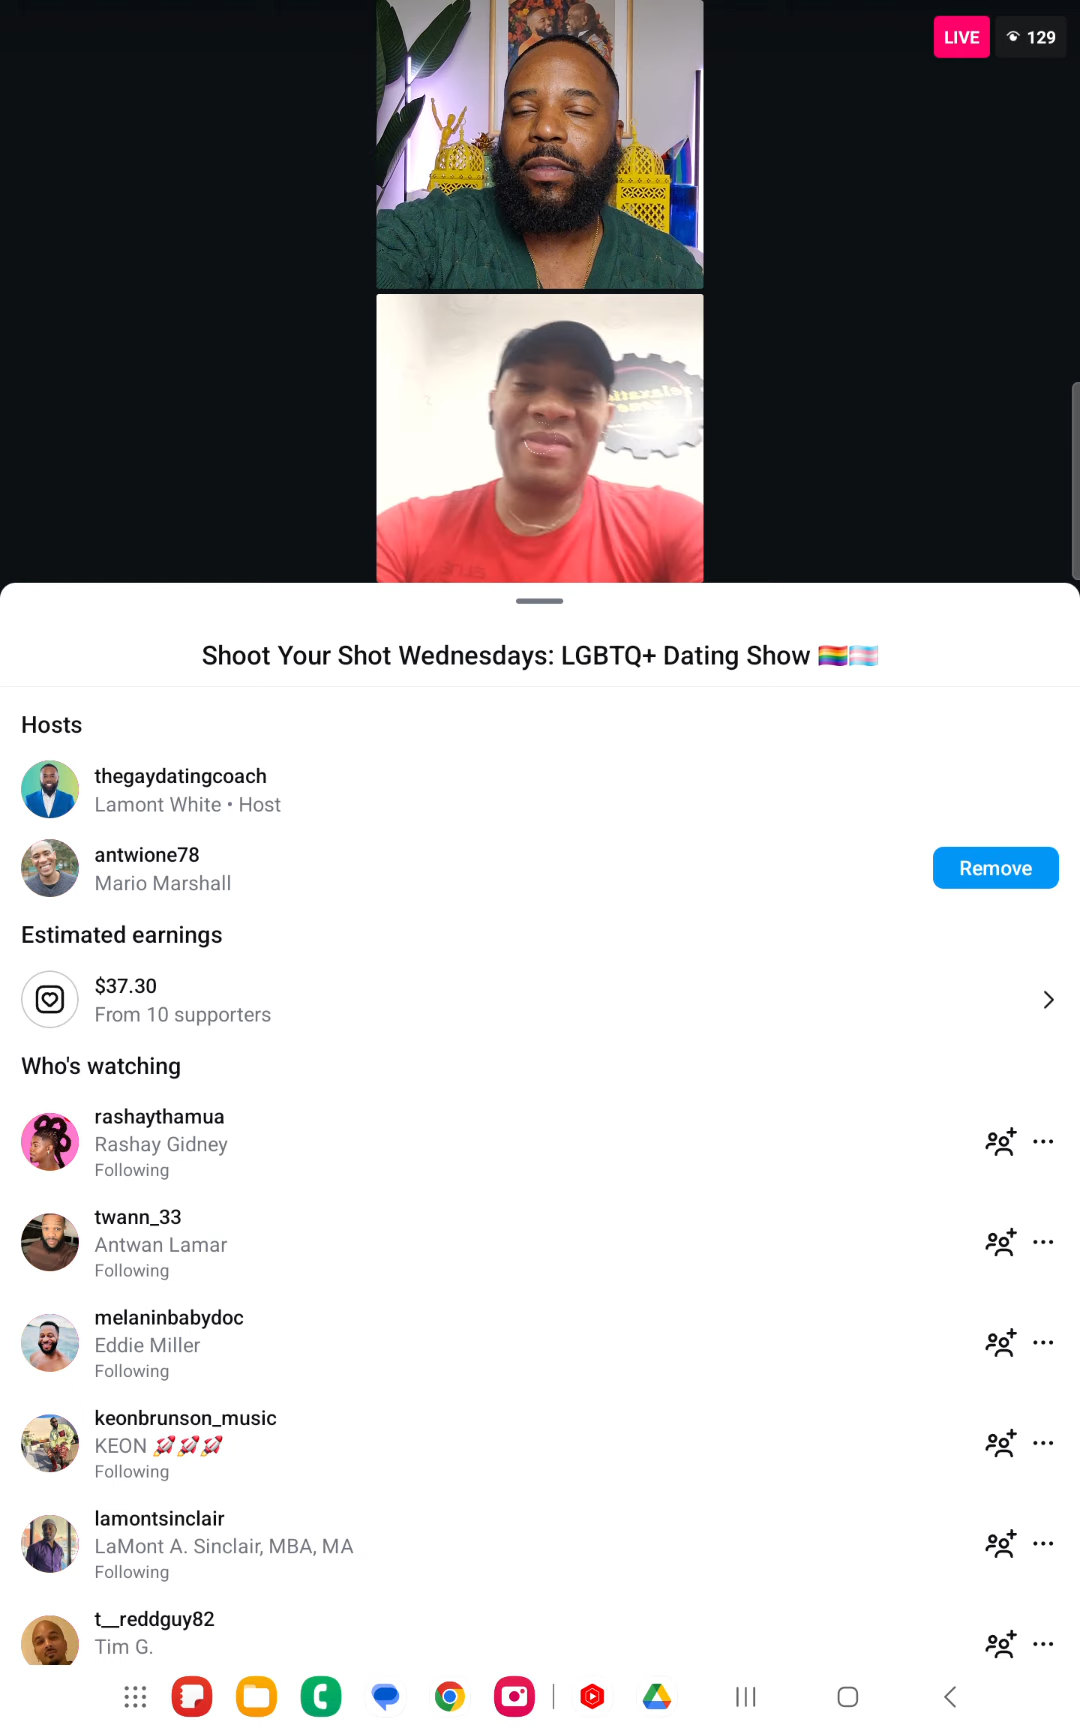 LIVE
129
Shoot Your Shot Wednesdays: LGBTQ+ Dating Show 🏳️‍🌈🏳️‍⚧️
Hosts
thegaydatingcoach
Lamont White • Host
antwione78
Mario Marshall
Remove
Estimated earnings
$37.30
From 10 supporters
Who's watching
rashaythamua
Rashay Gidney
Following
twann_33
Antwan Lamar
Following
melaninbabydoc
Eddie Miller
Following
keonbrunson_music
KEON 🚀🚀🚀
Following
lamontsinclair
LaMont A. Sinclair, MBA, MA
Following
t__reddguy82
Tim G.